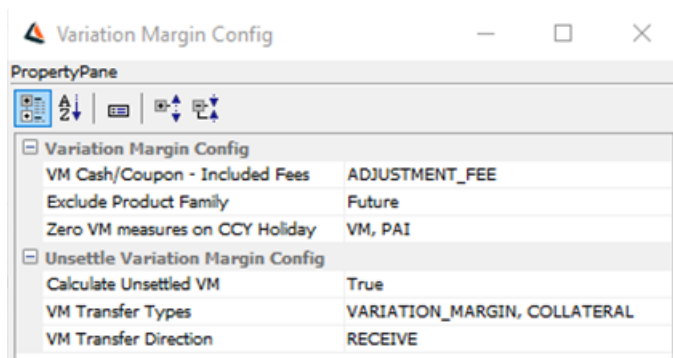 Variation Margin Config
PropertyPane
Variation Margin Config
VM Cash/Coupon - Included Fees ADJUSTMENT_FEE
Exclude Product Family Future
Zero VM measures on CCY Holiday VM, PAI
Unsettle Variation Margin Config
Calculate Unsettled VM True
VM Transfer Types VARIATION_MARGIN, COLLATERAL
VM Transfer Direction RECEIVE